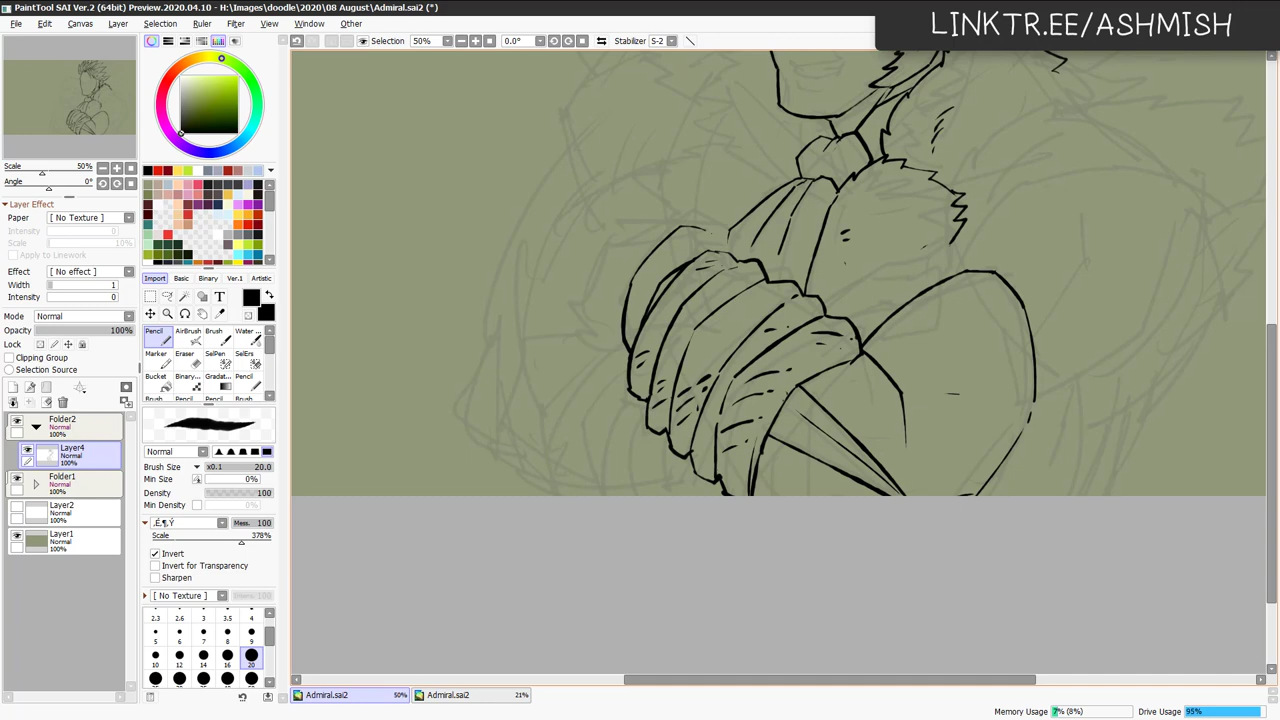 PaintTool SAI Ver.2 (64bit) Preview.2020.04.10 - H:\Images\doodle\2020\08 August\Admiral.sai2 (*)
LINKTR.EE/ASHMISH
File Edit Canvas Layer Selection Ruler Filter View Window Others
Selection 50% 0.0° Stabilizer S-2
Scale 50%
Angle 0°
Layer Effect
Paper [ No Texture ]
Intensity 0
Scale 10%
Apply to Linework
Effect [ No effect ]
Width 1
Intensity 0
Mode Normal
Opacity 100%
Lock
Clipping Group
Selection Source
Folder2
Normal
100%
Layer4
Normal
100%
Folder1
Normal
100%
Layer2
Normal
100%
Layer1
Normal
100%
Import Basic Binary Ver.1 Artistic
T
Pencil AirBrush Brush Water ...
Marker Eraser SelPen SelErs
Bucket Binary... Gradat... Pencil
Pencil Brush Brush Brush
Normal
Brush Size x0.1 20.0
Min Size 0%
Density 100
Min Density 0%
‚É‚¶‚Ý Mem. 100
Scale 378%
Invert
Invert for Transparency
Sharpen
[ No Texture ]
2.3 2.6 3 3.5 4
5 6 7 8 9
10 12 14 16 20
Admiral.sai2 50% Admiral.sai2 21%
Memory Usage 7% (8%) Drive Usage 95%